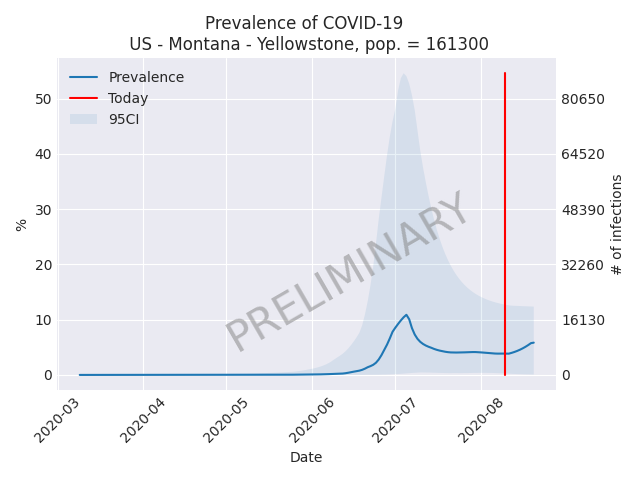 Prevalence of COVID-19
US - Montana - Yellowstone, pop. = 161300
Prevalence
Today
95CI
50
40
30
20
10
0
%
80650
64520
48390
32260
16130
0
# of infections
PRELIMINARY
2020-03
2020-04
2020-05
2020-06
2020-07
2020-08
Date